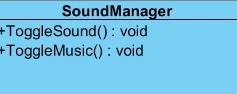 SoundManager
+ToggleSound() : void
+ToggleMusic() : void